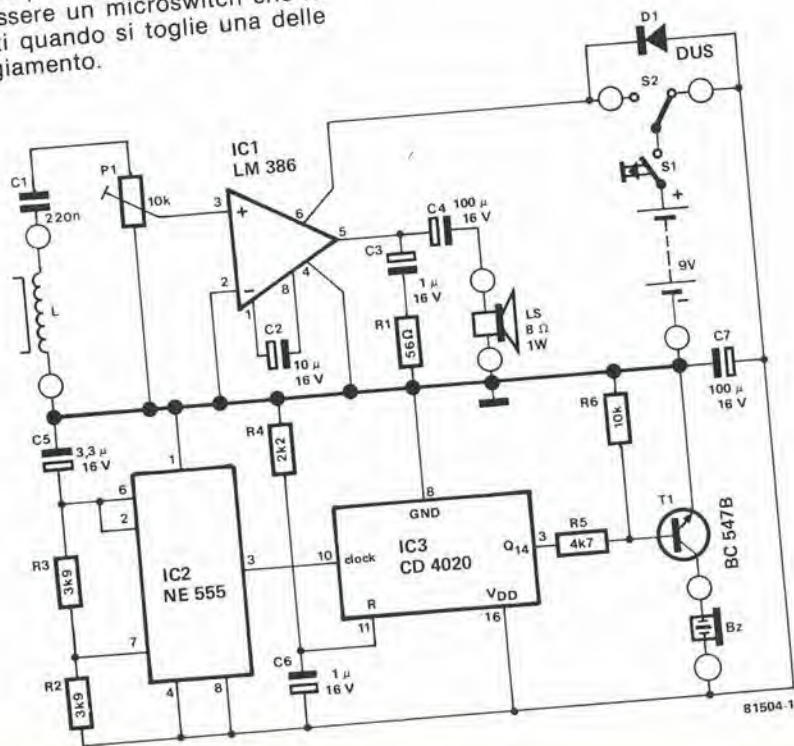 essere un microswitch che
ti quando si toglie una delle
giamento.
D1
DUS
S2
S1
+
9V
−
IC1
LM 386
P1
10k
C1
220n
L
3
+
2
−
6
5
4
1
8
C2
10 µ
16 V
C3
1 µ
16 V
C4
100 µ
16 V
R1
56Ω
LS
8 Ω
1W
C7
100 µ
16 V
C5
3,3 µ
16 V
R3
3k9
R2
3k9
6
2
7
1
IC2
NE 555
3
4
8
R4
2k2
C6
1 µ
16 V
10
clock
8
GND
IC3
CD 4020
Q14
3
R
11
VDD
16
R5
4k7
R6
10k
T1
BC 547B
Bz
81504-1